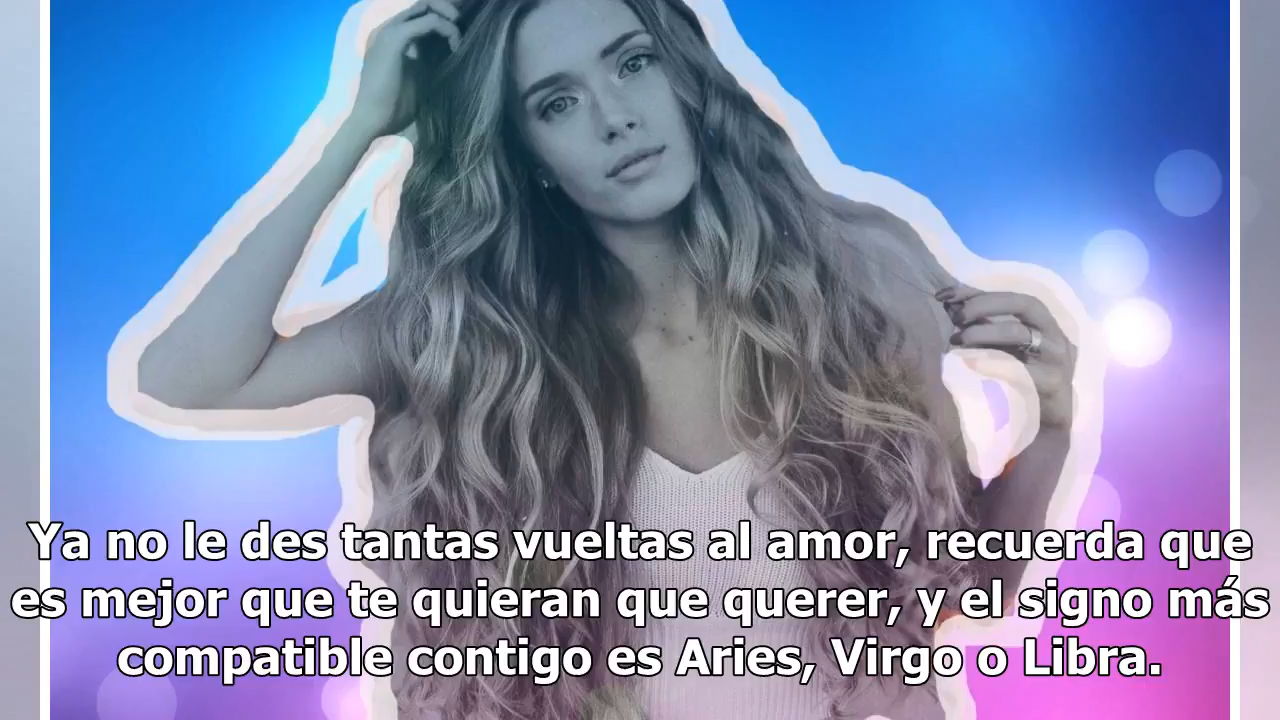 Ya no le des tantas vueltas al amor, recuerda que
es mejor que te quieran que querer, y el signo más
compatible contigo es Aries, Virgo o Libra.